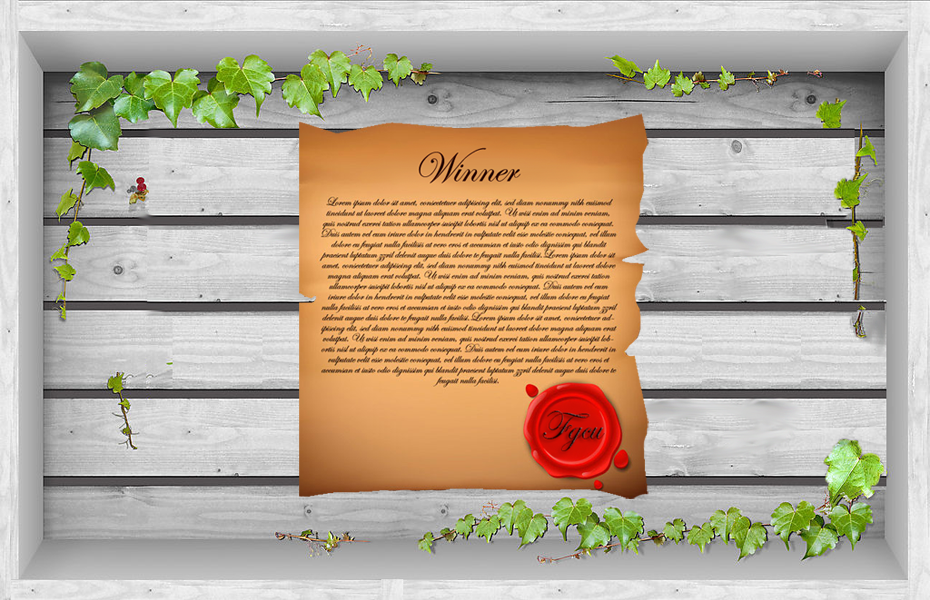 Winner
Lorem ipsum dolor sit amet, consectetuer adipiscing elit, sed diam nonummy nibh euismod
tincidunt ut laoreet dolore magna aliquam erat volutpat. Ut wisi enim ad minim veniam,
quis nostrud exerci tation ullamcorper suscipit lobortis nisl ut aliquip ex ea commodo consequat.
Duis autem vel eum iriure dolor in hendrerit in vulputate velit esse molestie consequat, vel illum
dolore eu feugiat nulla facilisis at vero eros et accumsan et iusto odio dignissim qui blandit
praesent luptatum zzril delenit augue duis dolore te feugait nulla facilisi.Lorem ipsum dolor sit
amet, consectetuer adipiscing elit, sed diam nonummy nibh euismod tincidunt ut laoreet dolore
magna aliquam erat volutpat. Ut wisi enim ad minim veniam, quis nostrud exerci tation
ullamcorper suscipit lobortis nisl ut aliquip ex ea commodo consequat. Duis autem vel eum
iriure dolor in hendrerit in vulputate velit esse molestie consequat, vel illum dolore eu feugiat
nulla facilisis at vero eros et accumsan et iusto odio dignissim qui blandit praesent luptatum zzril
delenit augue duis dolore te feugait nulla facilisi.Lorem ipsum dolor sit amet, consectetuer ad-
ipiscing elit, sed diam nonummy nibh euismod tincidunt ut laoreet dolore magna aliquam erat
volutpat. Ut wisi enim ad minim veniam, quis nostrud exerci tation ullamcorper suscipit lob-
ortis nisl ut aliquip ex ea commodo consequat. Duis autem vel eum iriure dolor in hendrerit in
vulputate velit esse molestie consequat, vel illum dolore eu feugiat nulla facilisis at vero eros et
accumsan et iusto odio dignissim qui blandit praesent luptatum zzril delenit augue duis dolore te
feugait nulla facilisi.
Fgcu